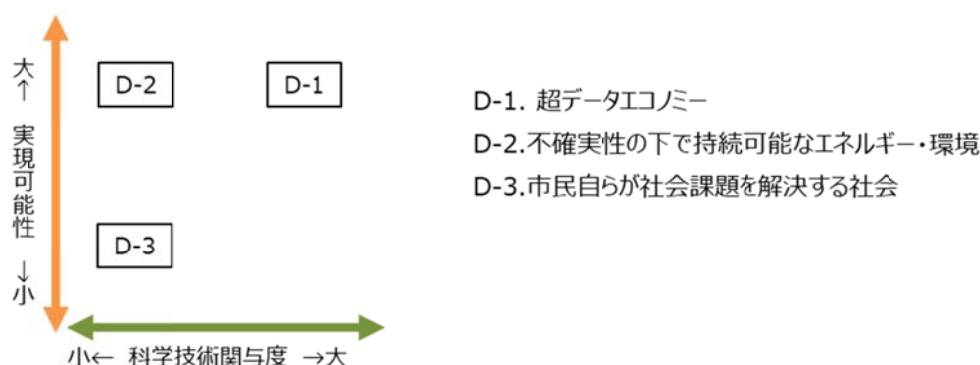 大↑ 実現可能性 ↓小
D-2
D-1
D-3
小← 科学技術関与度 →大
D-1. 超データエコノミー
D-2.不確実性の下で持続可能なエネルギー・環境
D-3.市民自らが社会課題を解決する社会